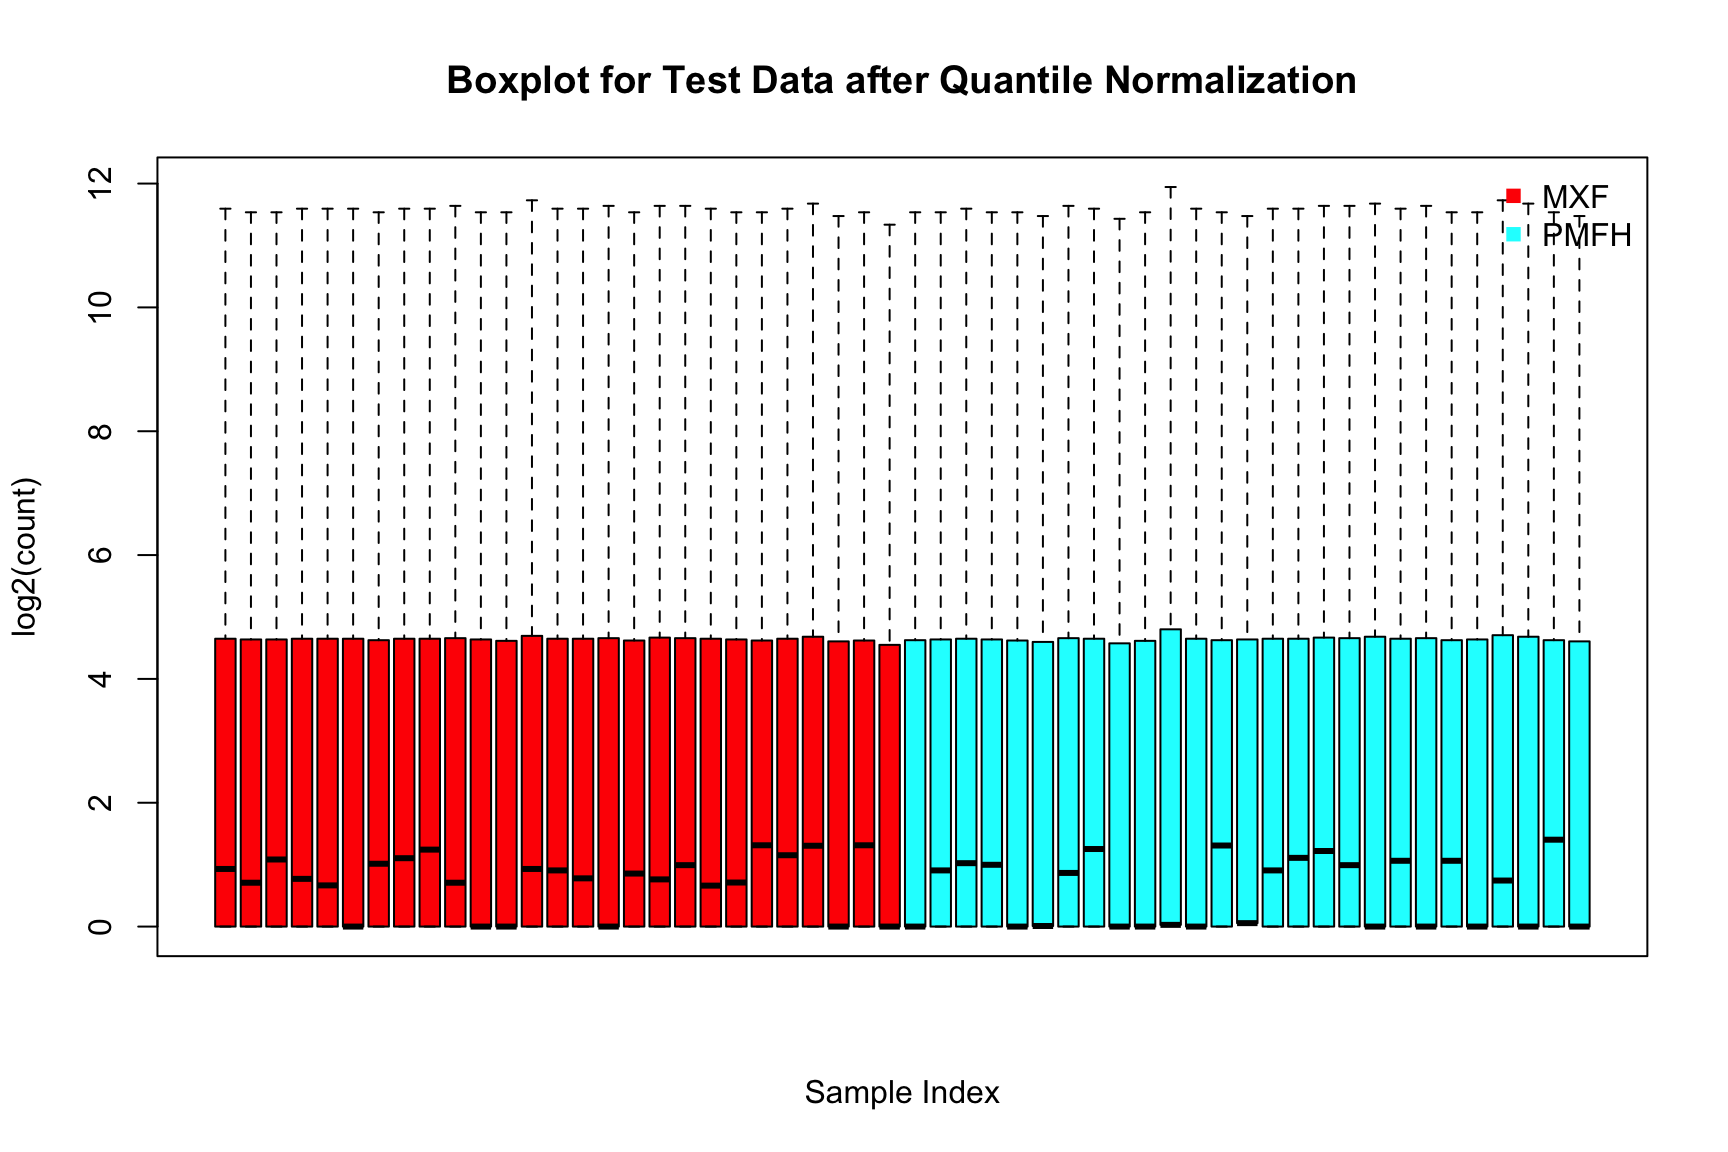 Boxplot for Test Data after Quantile Normalization
12
10
8
6
4
2
0
log2(count)
MXF
PMFH
Sample Index